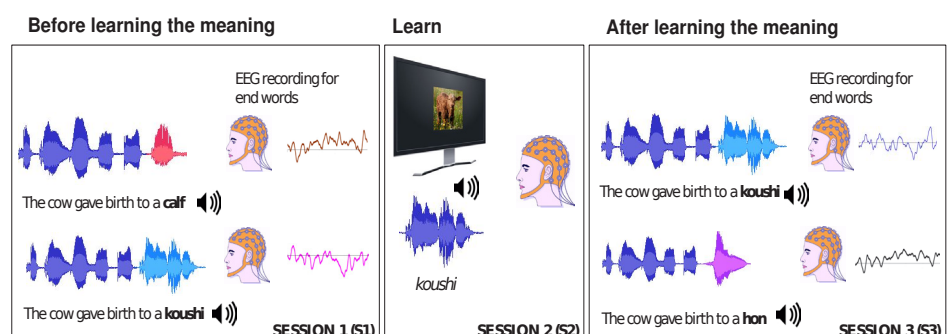 Before learning the meaning
Learn
After learning the meaning
EEG recording for
end words
The cow gave birth to a calf
The cow gave birth to a koushi
SESSION 1 (S1)
koushi
SESSION 2 (S2)
EEG recording for
end words
The cow gave birth to a koushi
The cow gave birth to a hon
SESSION 3 (S3)